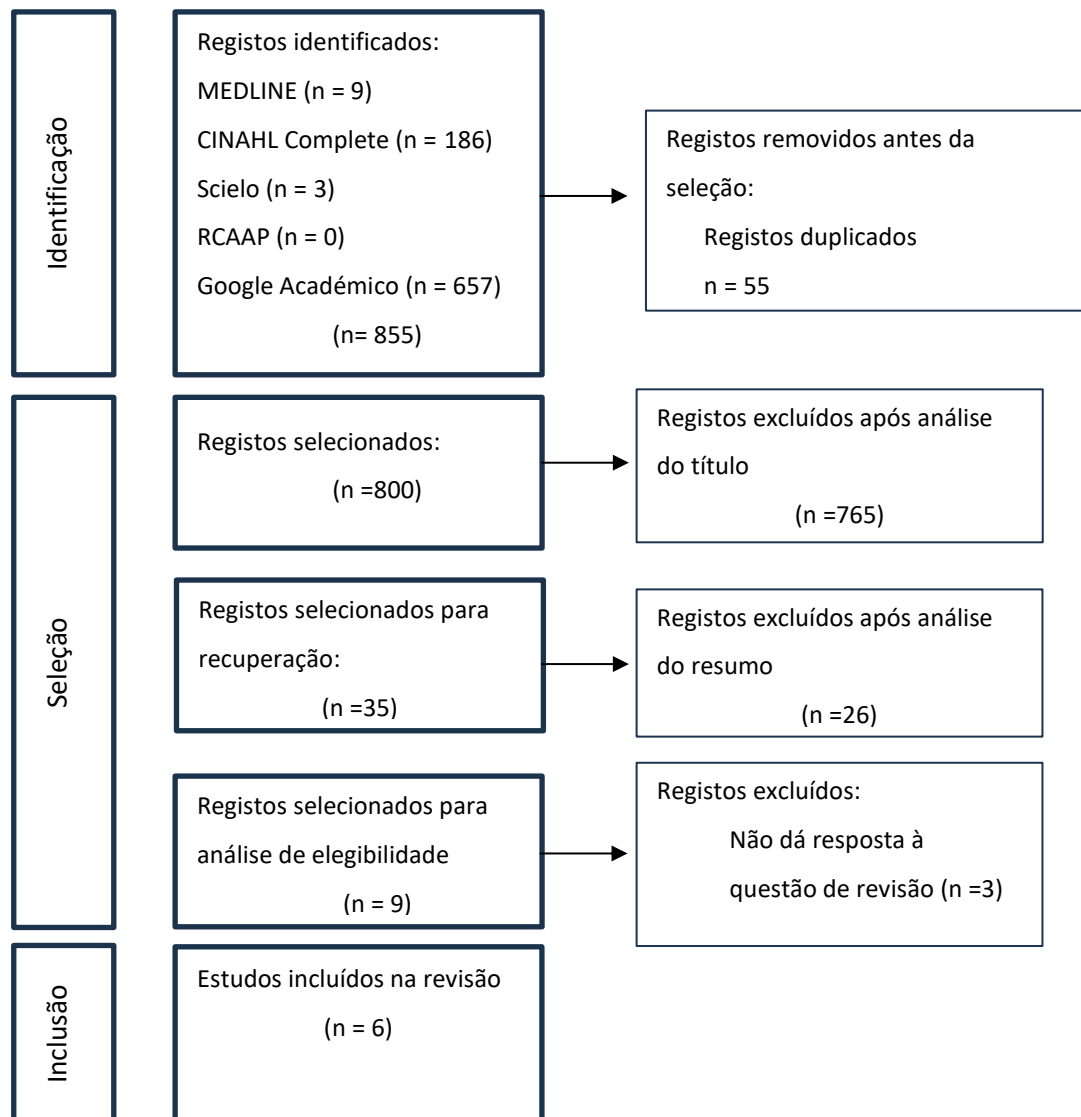 Identificação
Registos identificados:
MEDLINE (n = 9)
CINAHL Complete (n = 186)
Scielo (n = 3)
RCAAP (n = 0)
Google Académico (n = 657)
(n= 855)
Registos removidos antes da
seleção:
Registos duplicados
n = 55
Seleção
Registos selecionados:
(n =800)
Registos excluídos após análise
do título
(n =765)
Registos selecionados para
recuperação:
(n =35)
Registos excluídos após análise
do resumo
(n =26)
Registos selecionados para
análise de elegibilidade
(n = 9)
Registos excluídos:
Não dá resposta à
questão de revisão (n =3)
Inclusão
Estudos incluídos na revisão
(n = 6)